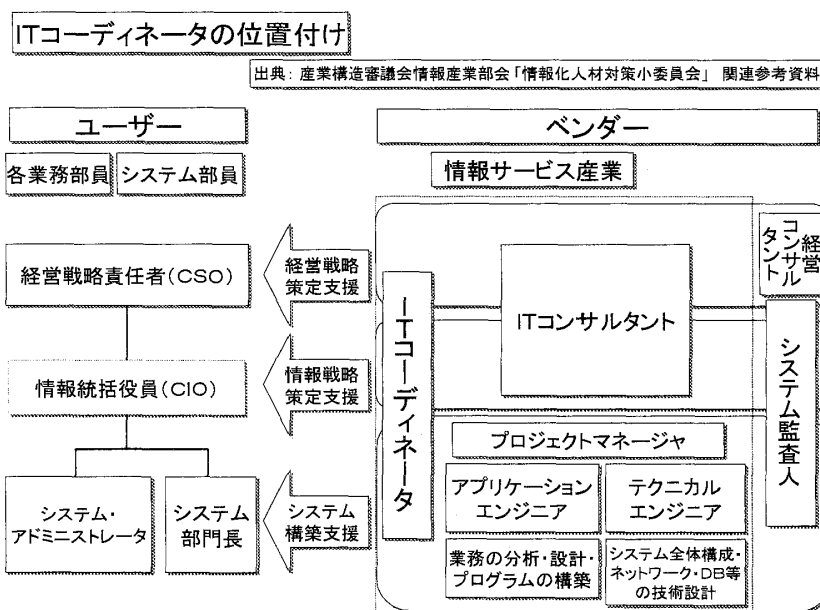 ITコーディネータの位置付け
出典：産業構造審議会情報産業部会「情報化人材対策小委員会」 関連参考資料
ユーザー
ベンダー
各業務部員
システム部員
情報サービス産業
経営戦略責任者（CSO）
経営戦略
策定支援
ITコンサルタント
経営
コンサル
タント
情報統括役員（CIO）
情報戦略
策定支援
ITコーディネータ
システム監査人
プロジェクトマネージャ
システム・
アドミニストレータ
システム
部門長
システム
構築支援
アプリケーション
エンジニア
テクニカル
エンジニア
業務の分析・設計・
プログラムの構築
システム全体構成・
ネットワーク・DB等
の技術設計